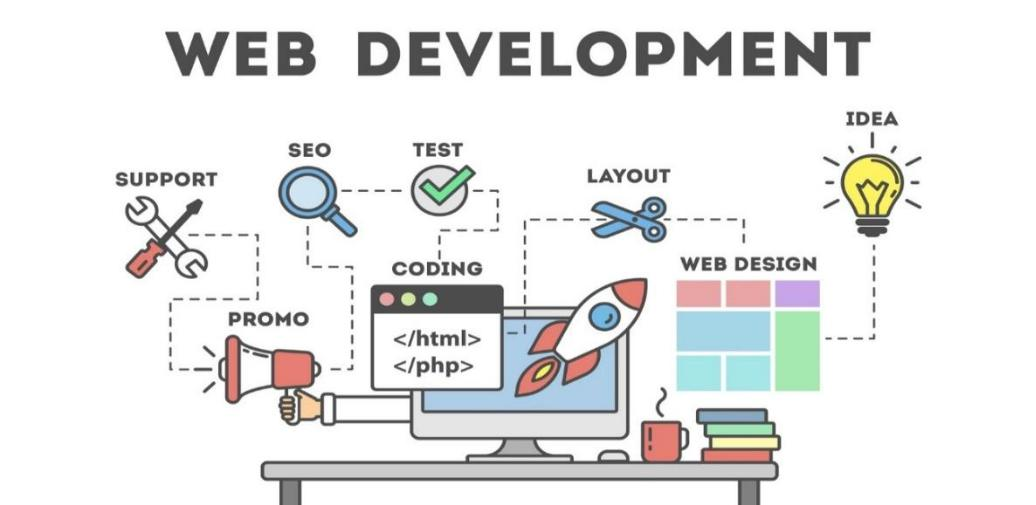 WEB DEVELOPMENT
IDEA
SEO
TEST
SUPPORT
LAYOUT
CODING
WEB DESIGN
PROMO
</html>
</php>